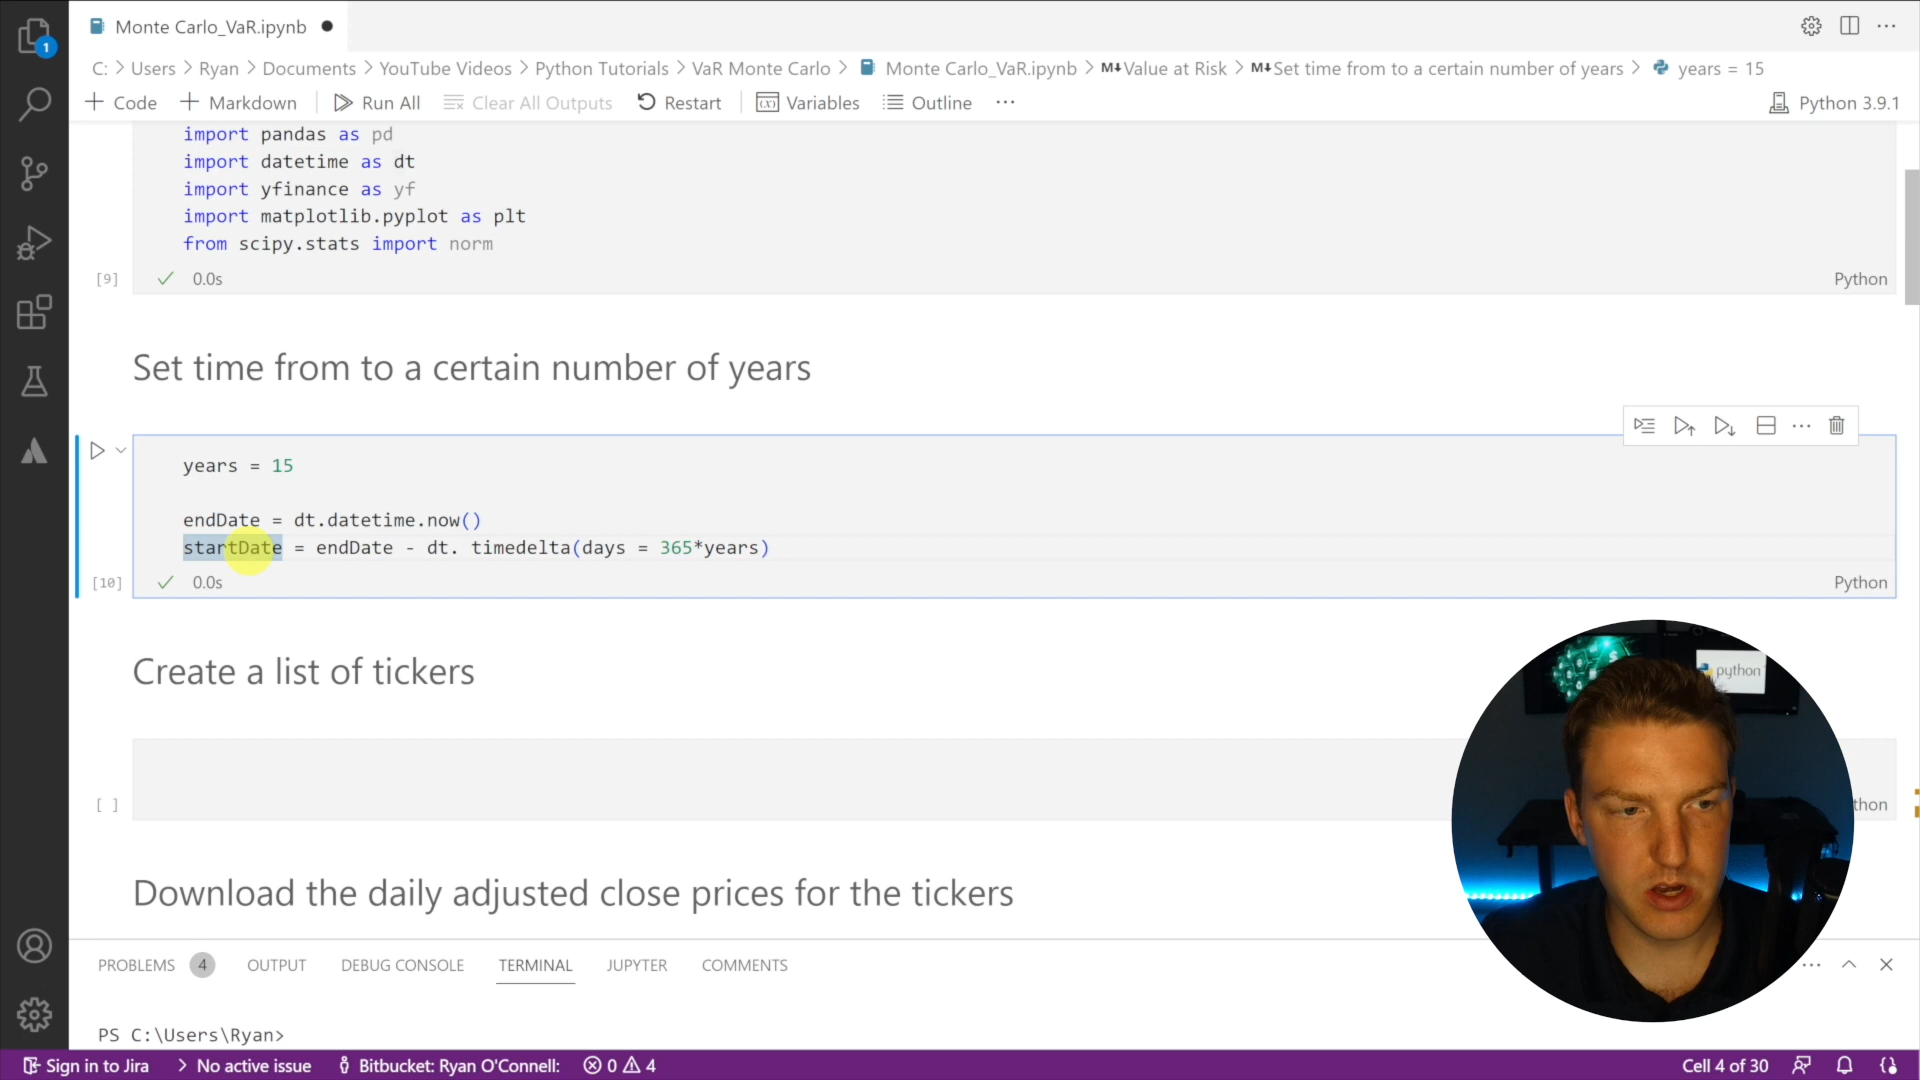 Monte Carlo_VaR.ipynb
1
C: > Users > Ryan > Documents > YouTube Videos > Python Tutorials > VaR Monte Carlo > Monte Carlo_VaR.ipynb > M↓Value at Risk > M↓Set time from to a certain number of years > years = 15
+ Code + Markdown Run All Clear All Outputs Restart Variables Outline ··· Python 3.9.1
import pandas as pd
import datetime as dt
import yfinance as yf
import matplotlib.pyplot as plt
from scipy.stats import norm
[9] ✓ 0.0s Python
Set time from to a certain number of years
years = 15
endDate = dt.datetime.now()
startDate = endDate - dt. timedelta(days = 365*years)
[10] ✓ 0.0s Python
Create a list of tickers
python
[ ] thon
Download the daily adjusted close prices for the tickers
PROBLEMS 4 OUTPUT DEBUG CONSOLE TERMINAL JUPYTER COMMENTS
PS C:\Users\Ryan>
Sign in to Jira > No active issue Bitbucket: Ryan O'Connell: 0 4 Cell 4 of 30